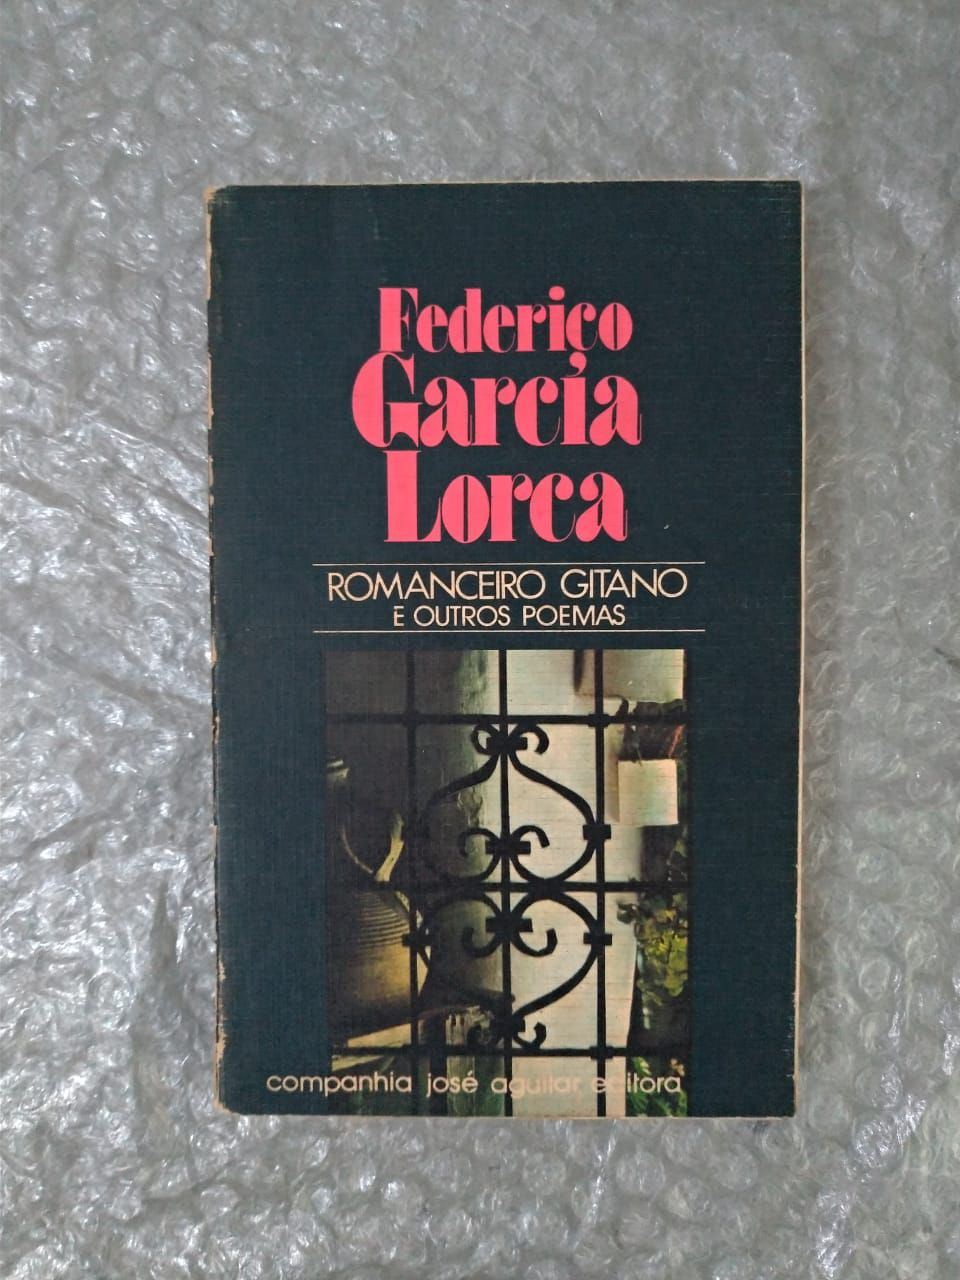 Federico
García
Lorca
ROMANCEIRO GITANO
E OUTROS POEMAS
companhia josé aguilar editora